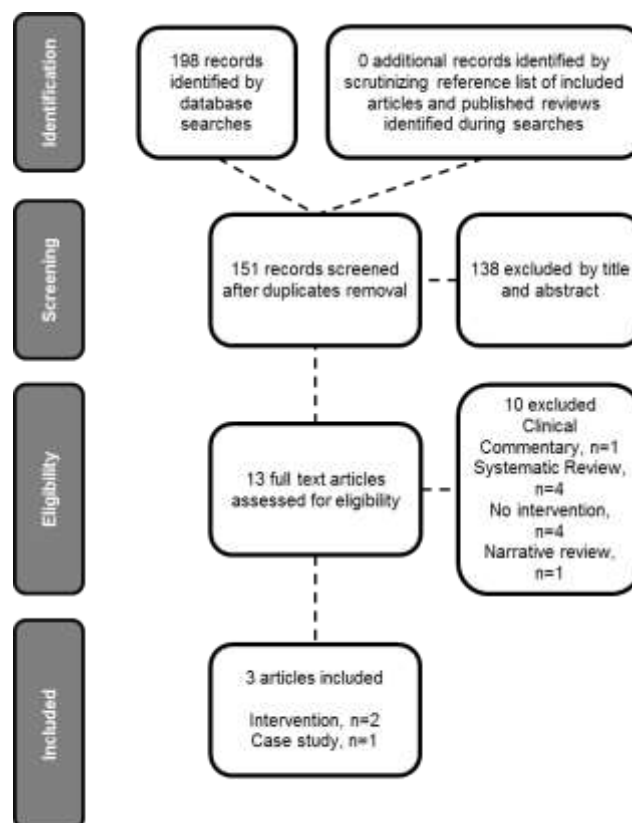 Identification
198 records
identified by
database
searches
0 additional records identified by
scrutinizing reference list of included
articles and published reviews
identified during searches
Screening
151 records screened
after duplicates removal
138 excluded by title
and abstract
Eligibility
13 full text articles
assessed for eligibility
10 excluded
Clinical
Commentary, n=1
Systematic Review,
n=4
No intervention,
n=4
Narrative review,
n=1
Included
3 articles included
Intervention, n=2
Case study, n=1